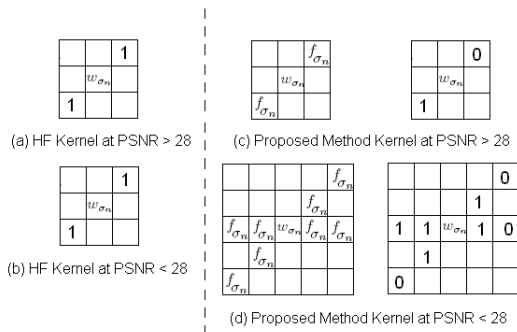 1
w_{σ_n}
1
(a) HF Kernel at PSNR > 28
1
w_{σ_n}
1
(b) HF Kernel at PSNR < 28
f_{σ_n}
w_{σ_n}
f_{σ_n}
0
w_{σ_n}
1
(c) Proposed Method Kernel at PSNR > 28
f_{σ_n}
f_{σ_n}
f_{σ_n} f_{σ_n} w_{σ_n} f_{σ_n} f_{σ_n}
f_{σ_n}
f_{σ_n}
0
1
1 1 w_{σ_n} 1 0
1
0
(d) Proposed Method Kernel at PSNR < 28